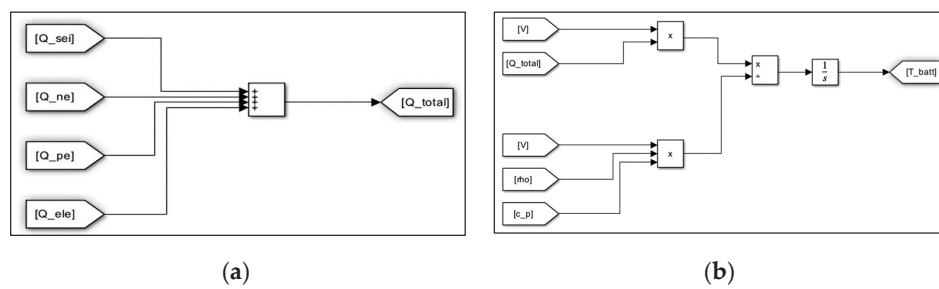 [Q_sei]
[Q_ne]
[Q_pe]
[Q_ele]
+
+
+
+
[Q_total]
(a)
[V]
[Q_total]
x
[V]
[rho]
[c_p]
x
x
÷
1
s
[T_batt]
(b)